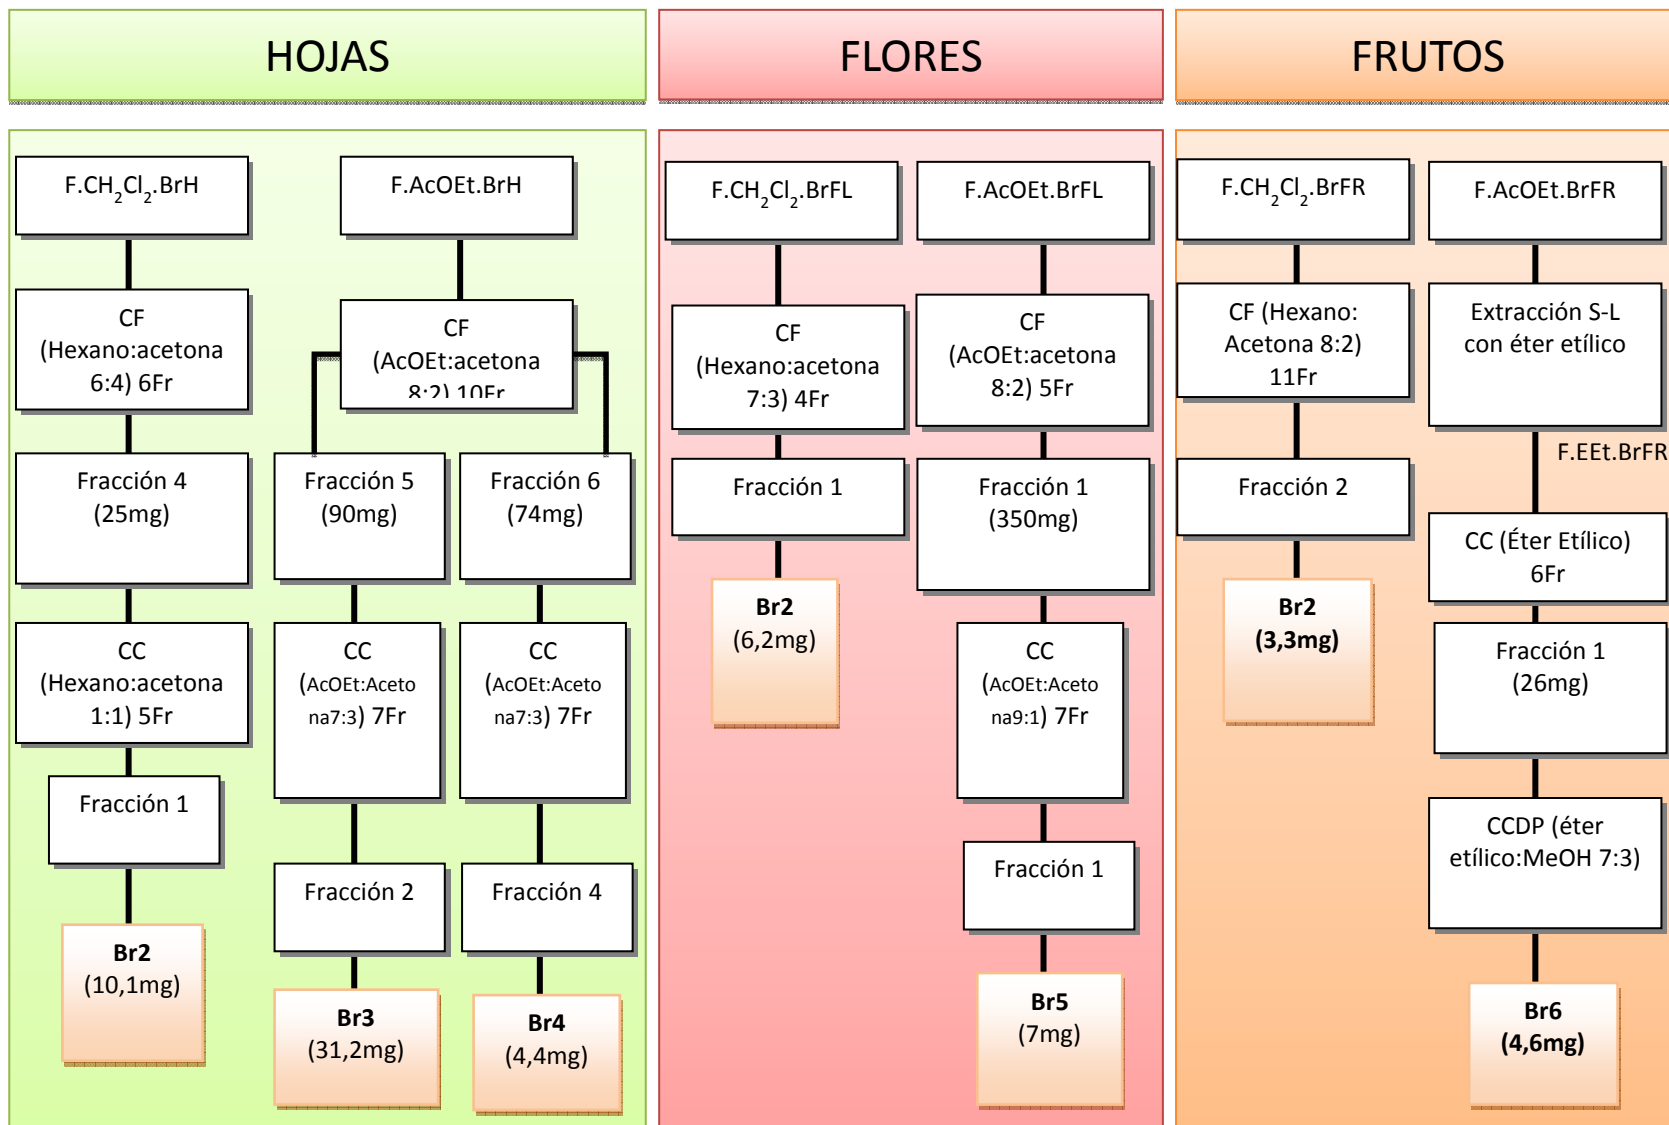 HOJAS
F.CH2Cl2.BrH
F.AcOEt.BrH
CF
(Hexano:acetona
6:4) 6Fr
CF
(AcOEt:acetona
8:2) 10Fr
Fracción 4
(25mg)
Fracción 5
(90mg)
Fracción 6
(74mg)
CC
(Hexano:acetona
1:1) 5Fr
CC
(AcOEt:Aceto
na7:3) 7Fr
CC
(AcOEt:Aceto
na7:3) 7Fr
Fracción 1
Fracción 2
Fracción 4
Br2
(10,1mg)
Br3
(31,2mg)
Br4
(4,4mg)
FLORES
F.CH2Cl2.BrFL
F.AcOEt.BrFL
CF
(Hexano:acetona
7:3) 4Fr
CF
(AcOEt:acetona
8:2) 5Fr
Fracción 1
Fracción 1
(350mg)
Br2
(6,2mg)
CC
(AcOEt:Aceto
na9:1) 7Fr
Fracción 1
Br5
(7mg)
FRUTOS
F.CH2Cl2.BrFR
F.AcOEt.BrFR
CF (Hexano:
Acetona 8:2)
11Fr
Extracción S-L
con éter etílico
F.EEt.BrFR
Fracción 2
CC (Éter Etílico)
6Fr
Br2
(3,3mg)
Fracción 1
(26mg)
CCDP (éter
etílico:MeOH 7:3)
Br6
(4,6mg)